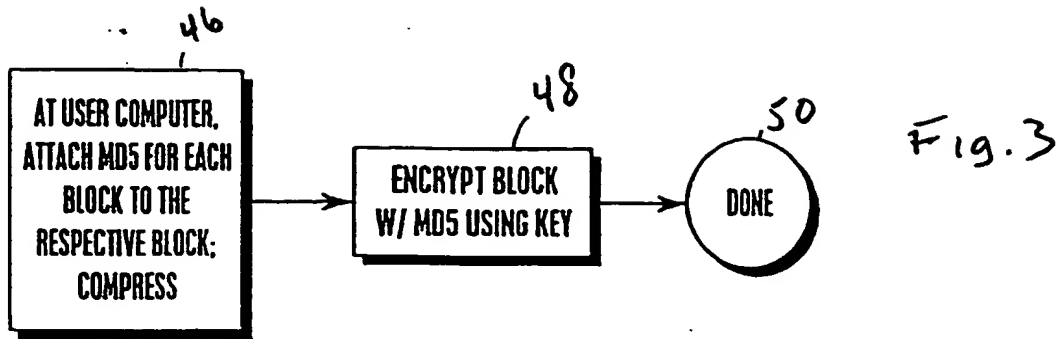 46
AT USER COMPUTER,
ATTACH MD5 FOR EACH
BLOCK TO THE
RESPECTIVE BLOCK;
COMPRESS
48
ENCRYPT BLOCK
W/ MD5 USING KEY
50
DONE
Fig. 3